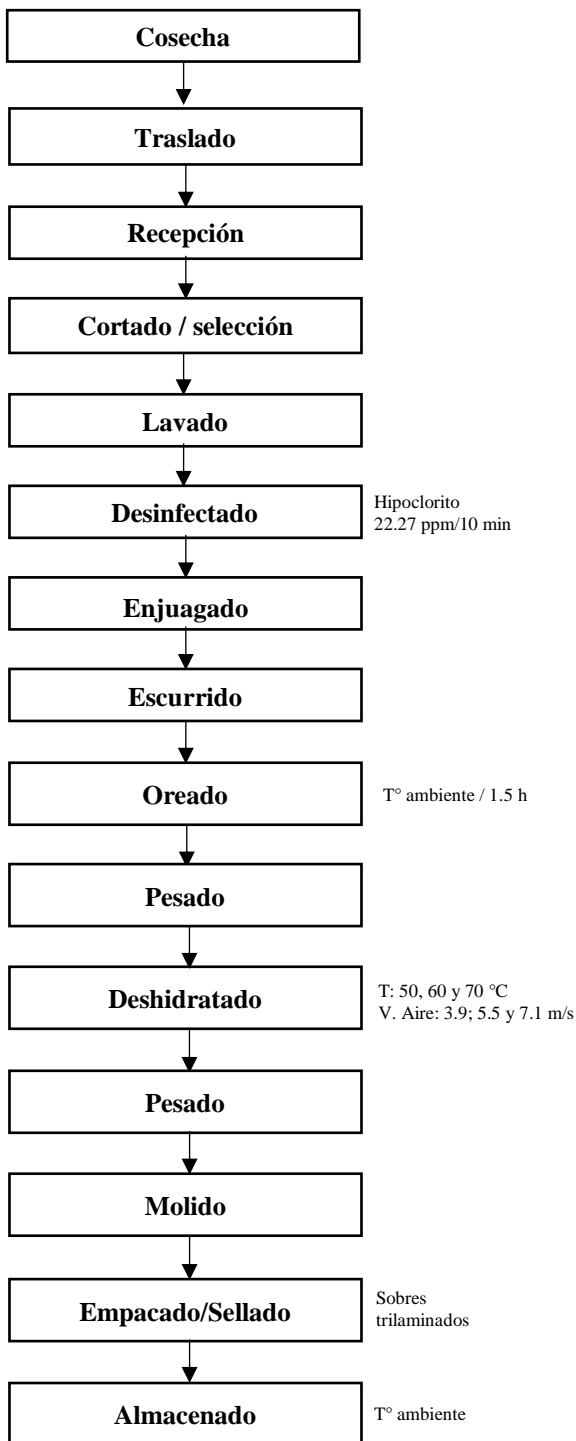 Cosecha
Traslado
Recepción
Cortado / selección
Lavado
Desinfectado
Hipoclorito
22.27 ppm/10 min
Enjuagado
Escurrido
Oreado
T° ambiente / 1.5 h
Pesado
Deshidratado
T: 50, 60 y 70 °C
V. Aire: 3.9; 5.5 y 7.1 m/s
Pesado
Molido
Empacado/Sellado
Sobres
trilaminados
Almacenado
T° ambiente